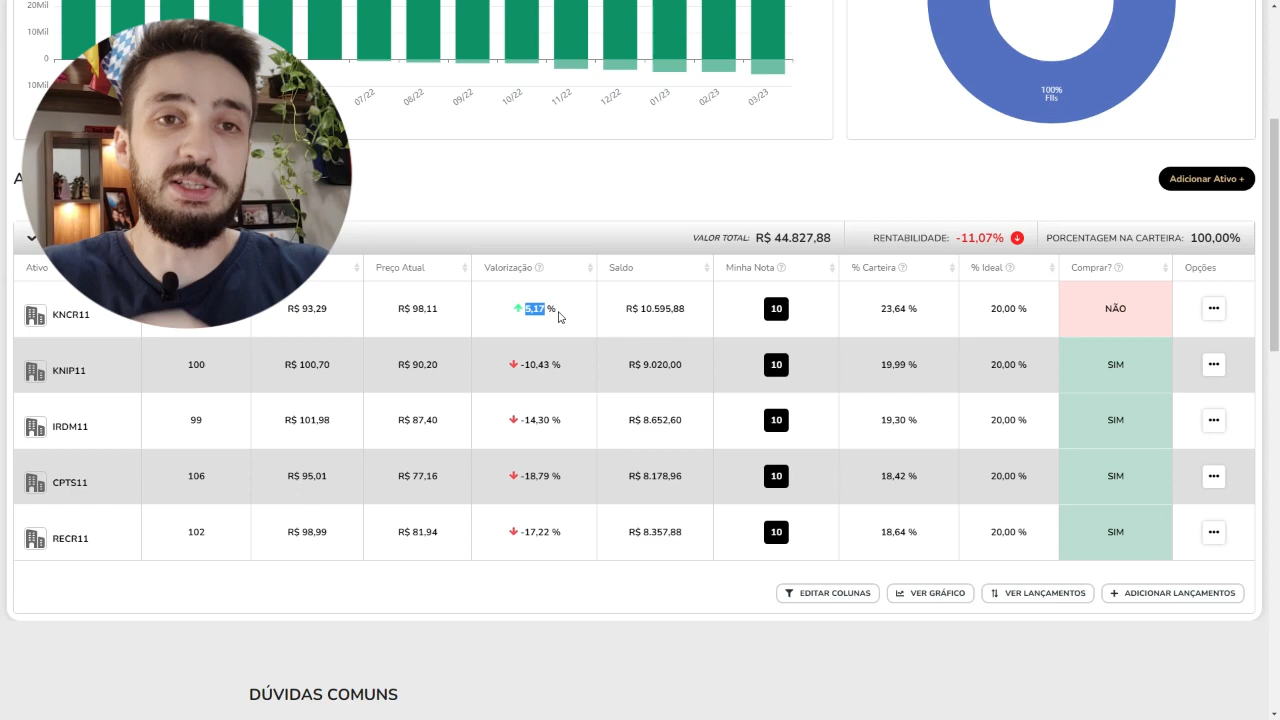 20Mil
10Mil
0
10Mil
07/22 08/22 09/22 10/22 11/22 12/22 01/23 02/23 03/23
100%
FIIs
A
Adicionar Ativo +
VALOR TOTAL: R$ 44.827,88 RENTABILIDADE: -11,07% PORCENTAGEM NA CARTEIRA: 100,00%
Ativo Preço Atual Valorização Saldo Minha Nota % Carteira % Ideal Comprar? Opções
KNCR11 R$ 93,29 R$ 98,11 5,17 % R$ 10.595,88 10 23,64 % 20,00 % NÃO
KNIP11 100 R$ 100,70 R$ 90,20 -10,43 % R$ 9.020,00 10 19,99 % 20,00 % SIM
IRDM11 99 R$ 101,98 R$ 87,40 -14,30 % R$ 8.652,60 10 19,30 % 20,00 % SIM
CPTS11 106 R$ 95,01 R$ 77,16 -18,79 % R$ 8.178,96 10 18,42 % 20,00 % SIM
RECR11 102 R$ 98,99 R$ 81,94 -17,22 % R$ 8.357,88 10 18,64 % 20,00 % SIM
EDITAR COLUNAS VER GRÁFICO VER LANÇAMENTOS + ADICIONAR LANÇAMENTOS
DÚVIDAS COMUNS